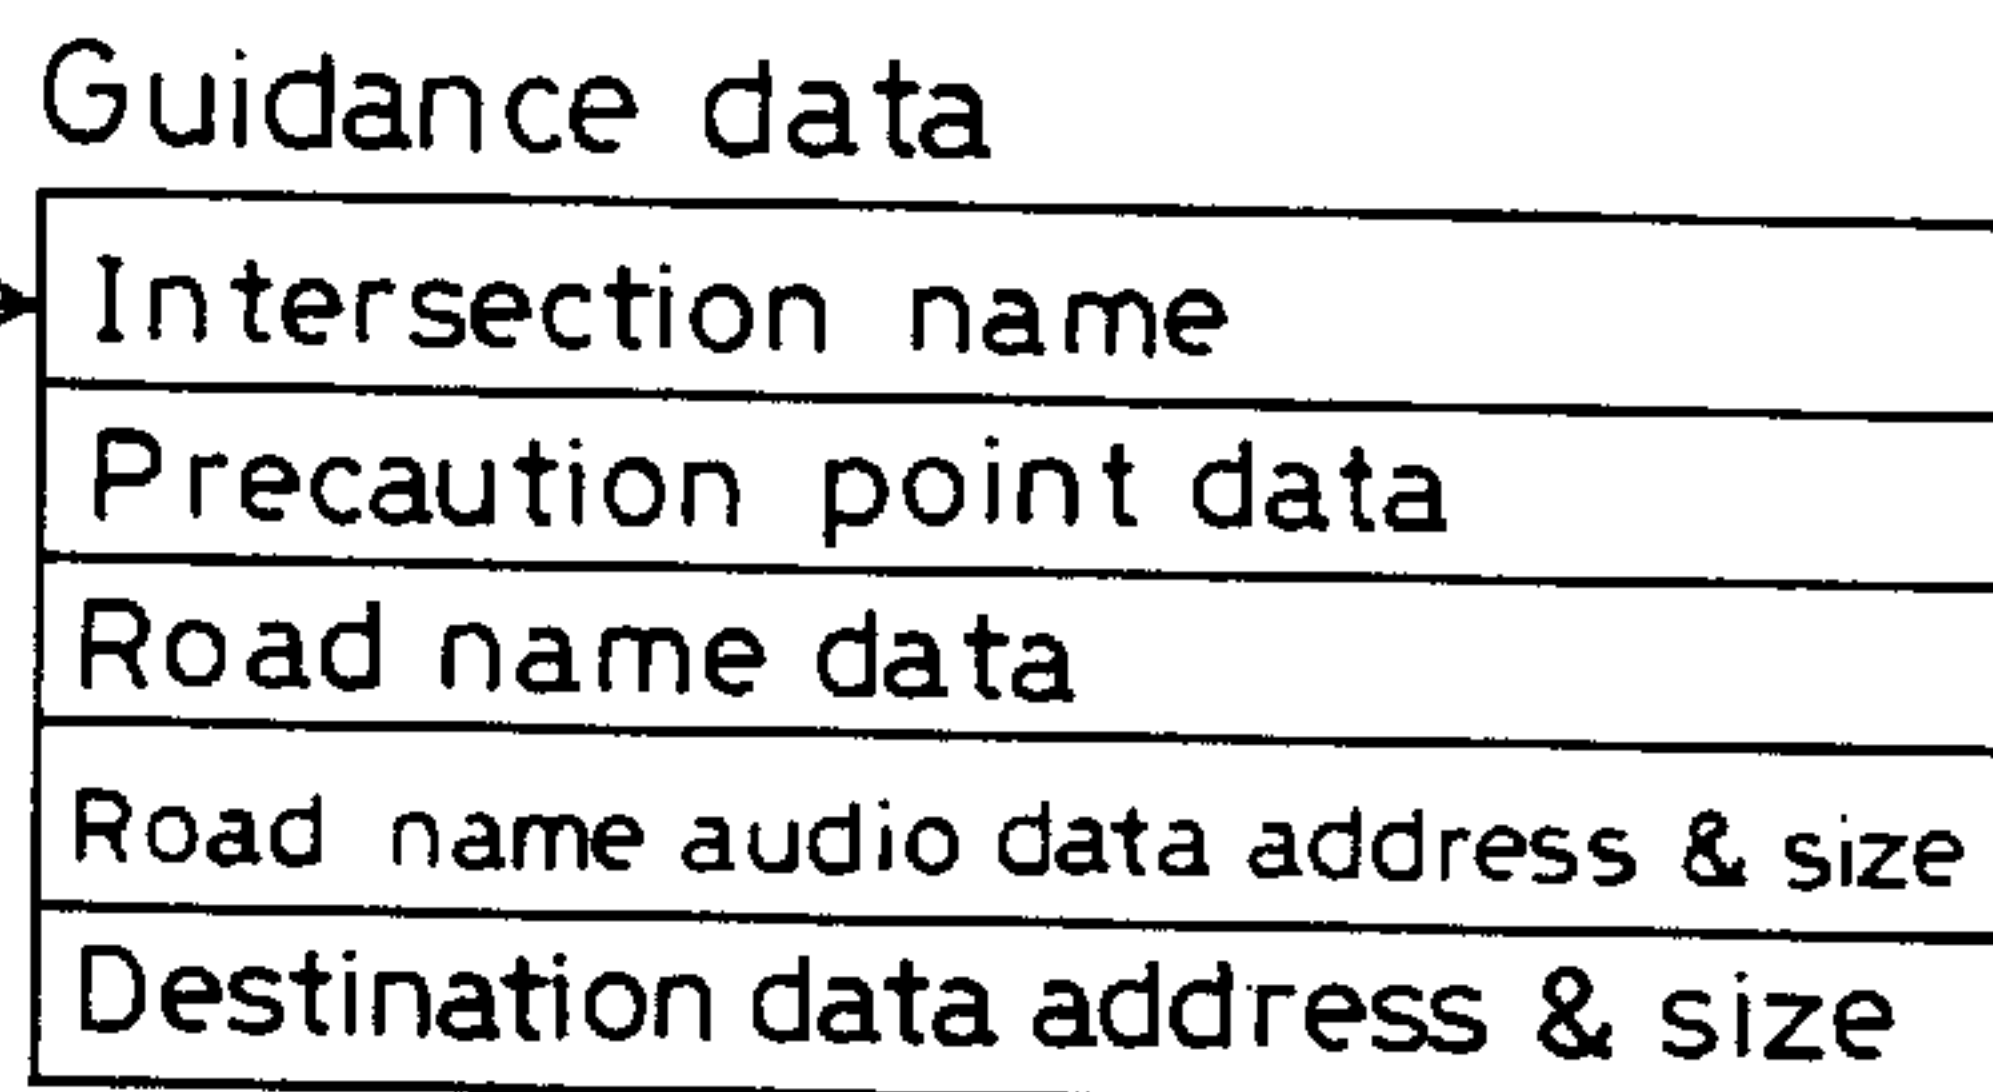 Guidance data
Intersection name
Precaution point data
Road name data
Road name audio data address & size
Destination data address & size